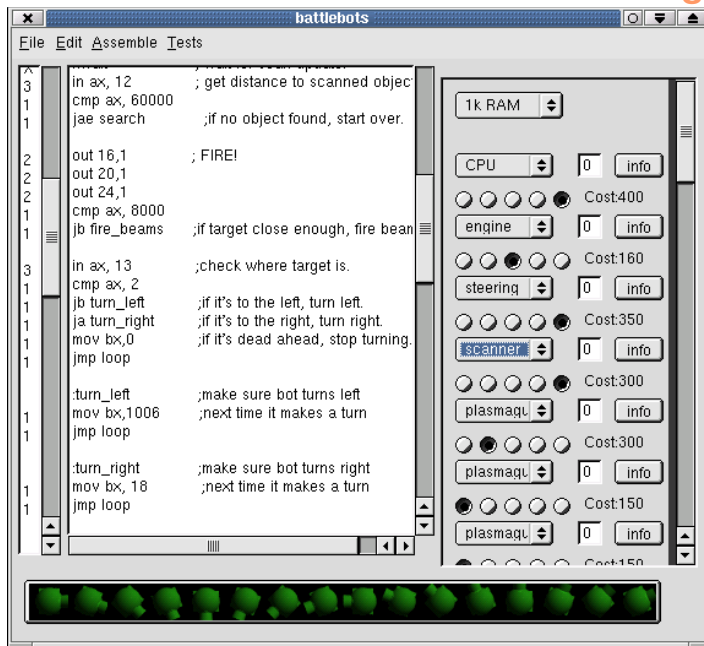 battlebots
File Edit Assemble Tests
3 in ax, 12 ; get distance to scanned objec
1 cmp ax, 60000
1 jae search ;if no object found, start over.
2 out 16,1 ; FIRE!
2 out 20,1
2 out 24,1
1 cmp ax, 8000
1 jb fire_beams ;if target close enough, fire bean
3 in ax, 13 ;check where target is.
1 cmp ax, 2
1 jb turn_left ;if it's to the left, turn left.
1 ja turn_right ;if it's to the right, turn right.
1 mov bx,0 ;if it's dead ahead, stop turning.
1 jmp loop
:turn_left ;make sure bot turns left
1 mov bx,1006 ;next time it makes a turn
1 jmp loop
:turn_right ;make sure bot turns right
1 mov bx, 18 ;next time it makes a turn
1 jmp loop
1k RAM
CPU 0 info
Cost:400
engine 0 info
Cost:160
steering 0 info
Cost:350
scanner 0 info
Cost:300
plasmagu 0 info
Cost:300
plasmagu 0 info
Cost:150
plasmagu 0 info
Cost:150